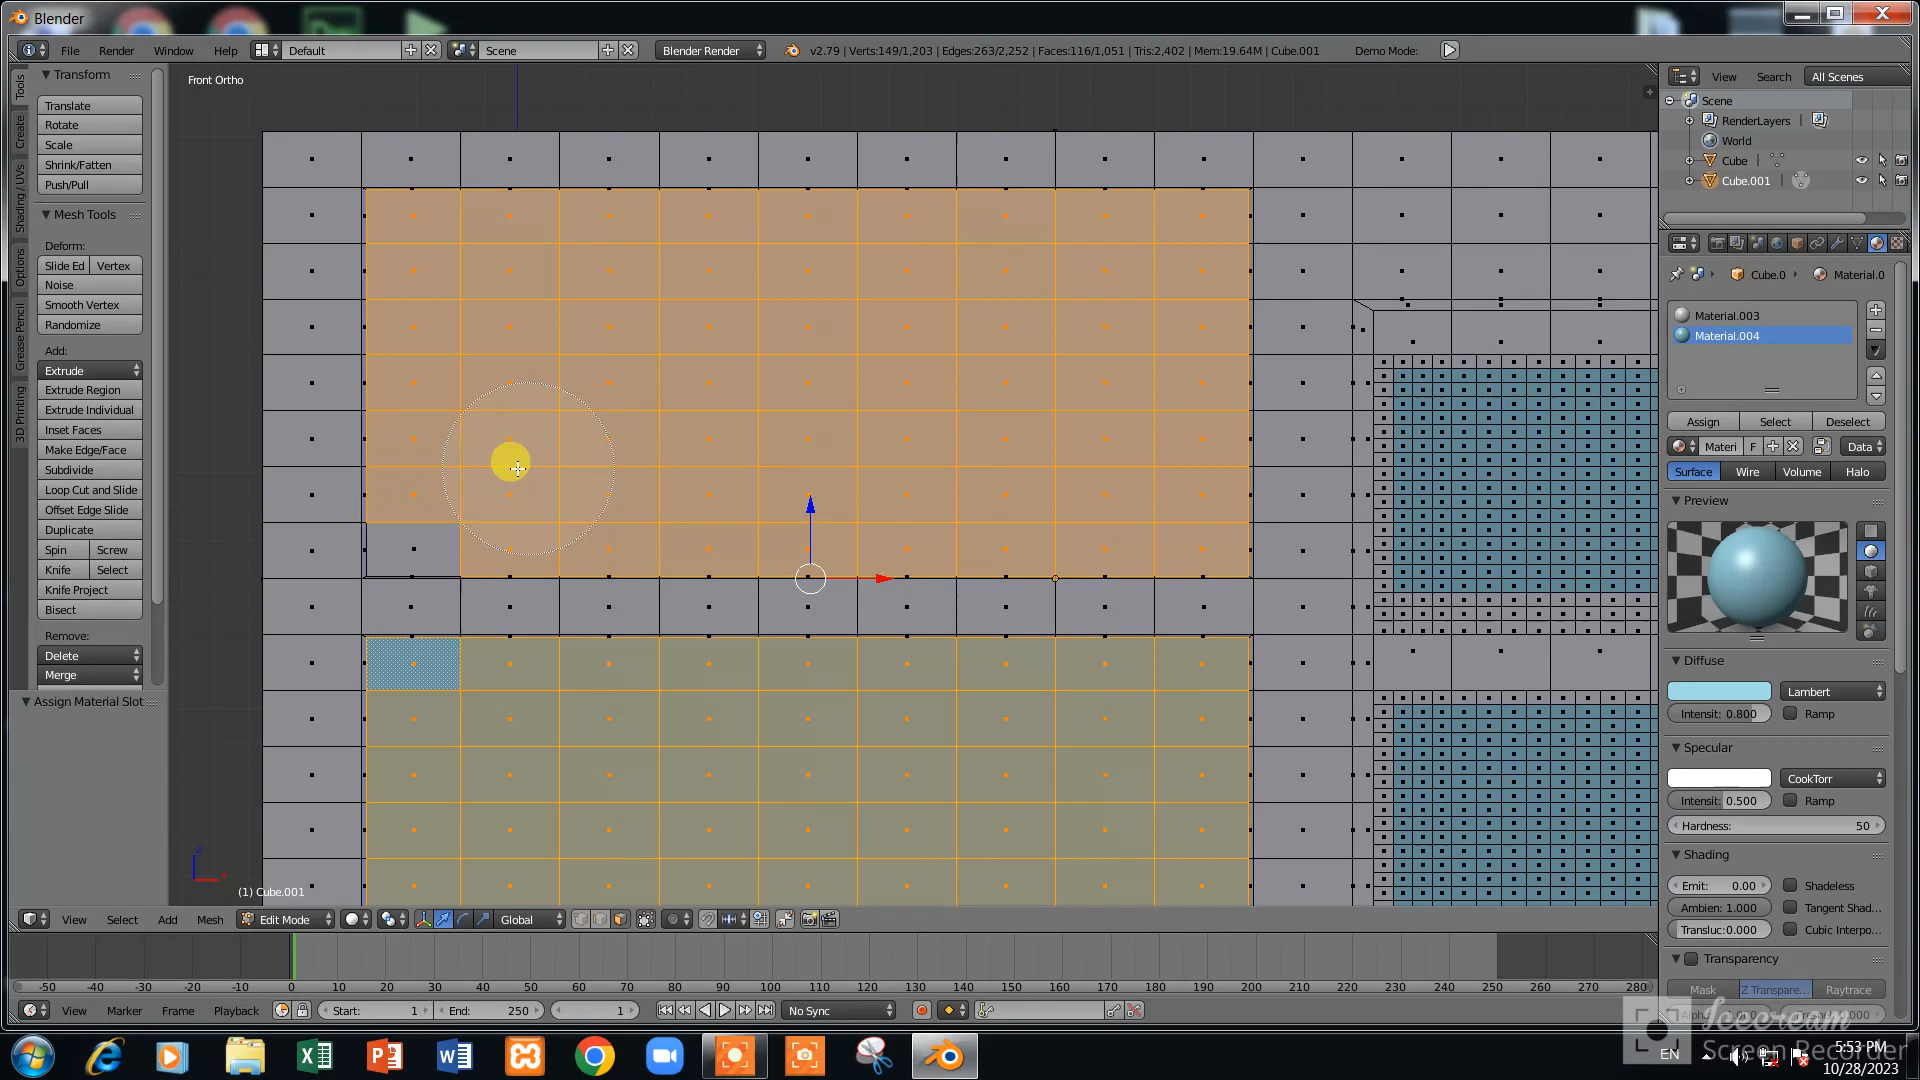 Blender
File Render Window Help Default Scene Blender Render v2.79 | Verts:149/1,203 | Edges:263/2,252 | Faces:116/1,051 | Tris:2,402 | Mem:19.64M | Cube.001 Demo Mode:
Front Ortho
Tools
Create
Shading / UVs
Options
Grease Pencil
3D Printing
Transform
Translate
Rotate
Scale
Shrink/Fatten
Push/Pull
Mesh Tools
Deform:
Slide Ed Vertex
Noise
Smooth Vertex
Randomize
Add:
Extrude
Extrude Region
Extrude Individual
Inset Faces
Make Edge/Face
Subdivide
Loop Cut and Slide
Offset Edge Slide
Duplicate
Spin Screw
Knife Select
Knife Project
Bisect
Remove:
Delete
Merge
Assign Material Slot
(1) Cube.001
View Select Add Mesh Edit Mode Global
View Search All Scenes
Scene
RenderLayers
World
Cube
Cube.001
Cube.0 Material.0
Material.003
Material.004
Assign Select Deselect
Materi F Data
Surface Wire Volume Halo
Preview
Diffuse
Lambert
Intensit: 0.800 Ramp
Specular
CookTorr
Intensit: 0.500 Ramp
Hardness: 50
Shading
Emit: 0.00 Shadeless
Ambien: 1.000 Tangent Shad...
Transluc:0.000 Cubic Interpo...
Transparency
Mask Z Transpare... Raytrace
-50 -40 -30 -20 -10 0 10 20 30 40 50 60 70 80 90 100 110 120 130 140 150 160 170 180 190 200 210 220 230 240 250 260 270 280
View Marker Frame Playback Start: 1 End: 250 1 No Sync
Icecream
Screen Recorder
EN
5:53 PM
10/28/2023